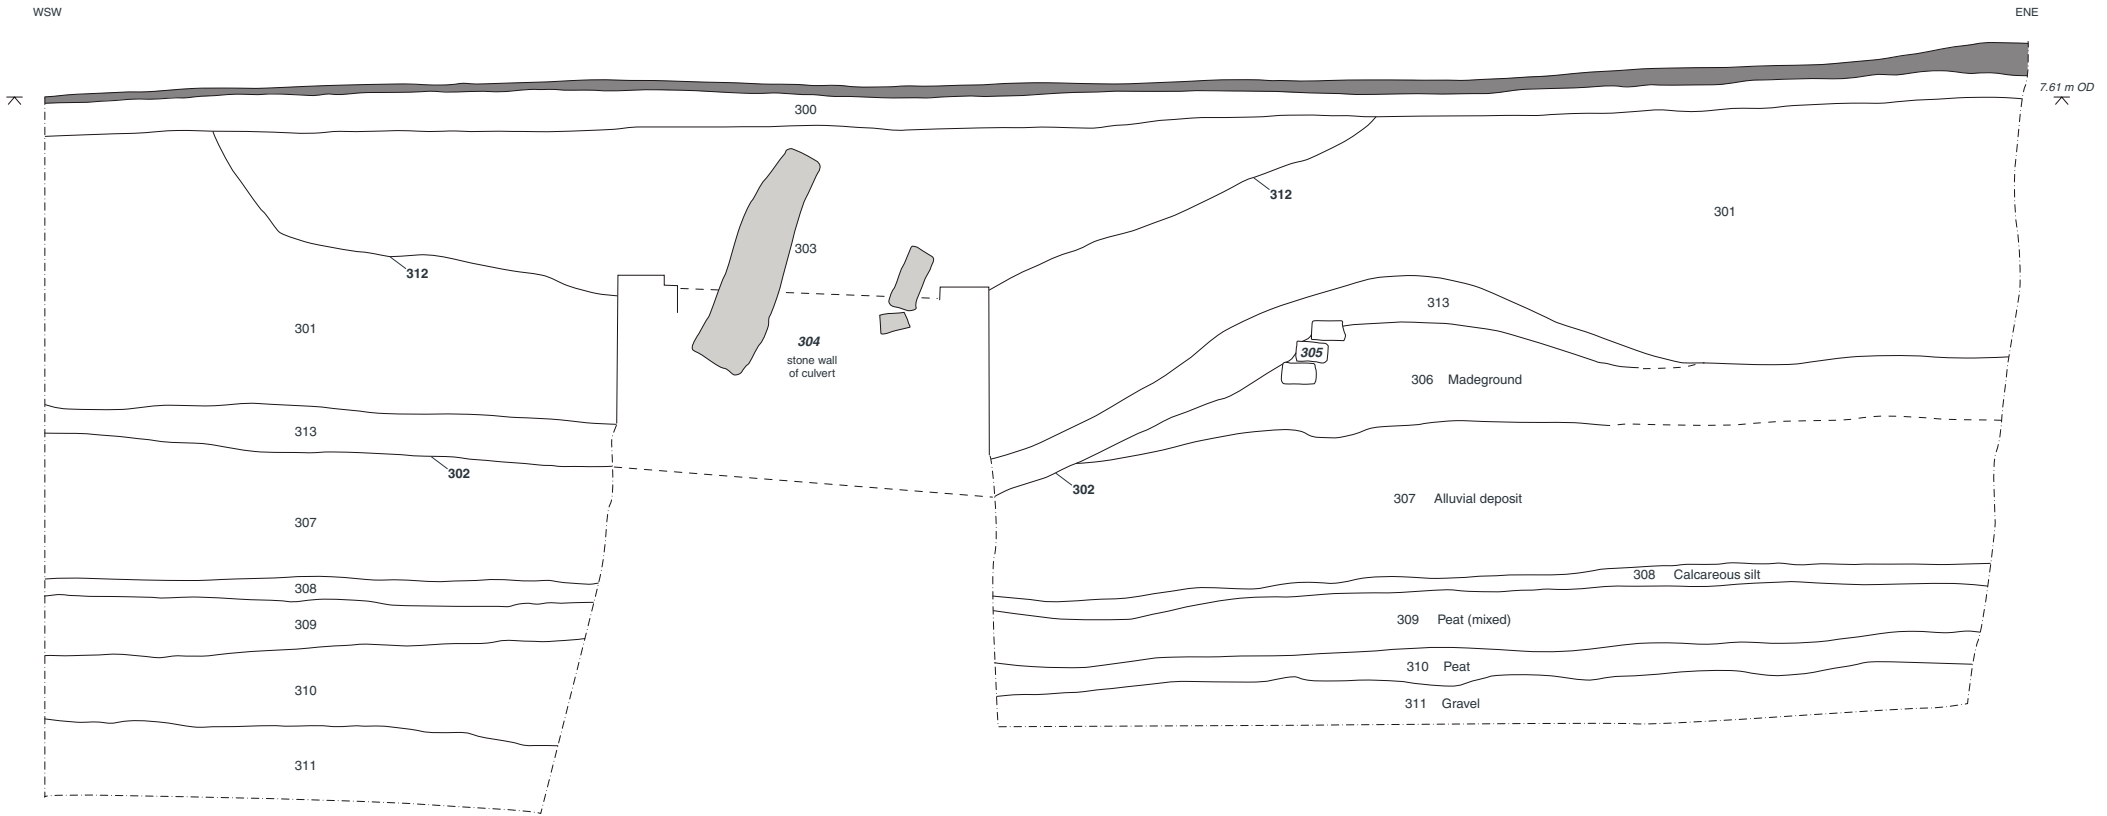 WSW
ENE
7.61 m OD
300
312
301
303
312
313
301
304
stone wall
of culvert
305
306 Madeground
313
302
302
307 Alluvial deposit
307
308 Calcareous silt
308
309 Peat (mixed)
309
310 Peat
310
311 Gravel
311